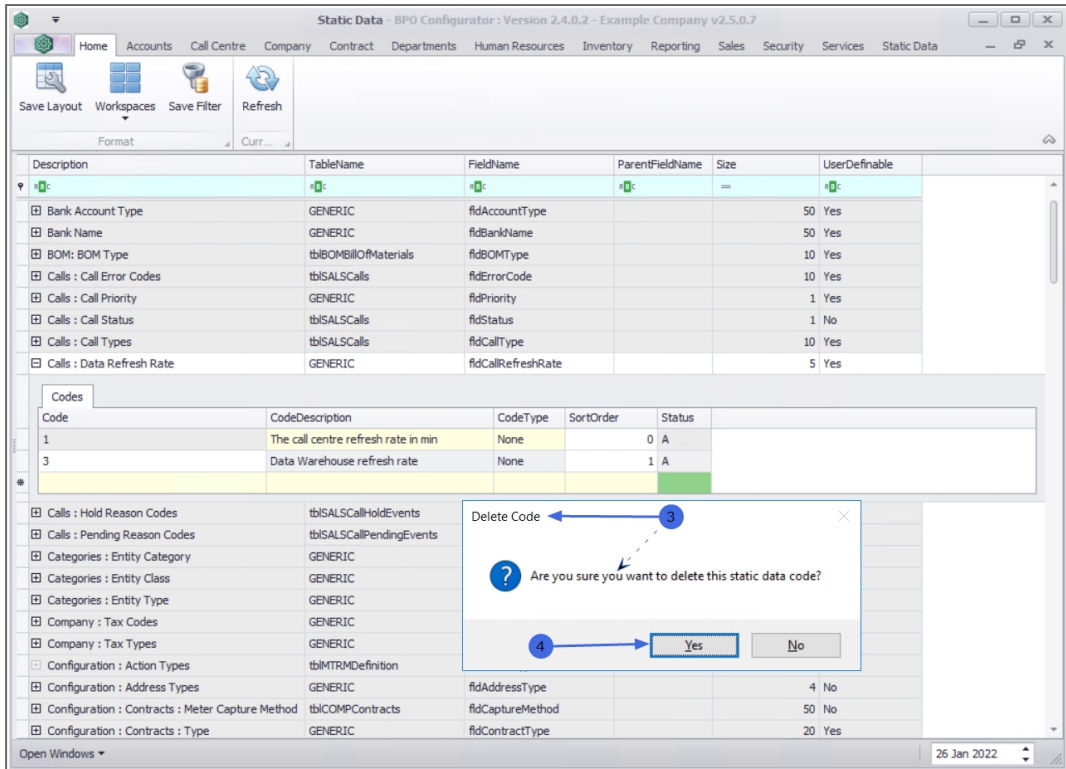 Static Data - BPO Configurator : Version 2.4.0.2 - Example Company v2.5.0.7
Home Accounts Call Centre Company Contract Departments Human Resources Inventory Reporting Sales Security Services Static Data
Save Layout Workspaces Save Filter Refresh
Format Curr...
Description TableName FieldName ParentFieldName Size UserDefinable
Bank Account Type GENERIC fldAccountType 50 Yes
Bank Name GENERIC fldBankName 50 Yes
BOM: BOM Type tblBOMBillOfMaterials fldBOMType 10 Yes
Calls : Call Error Codes tblSALSCalls fldErrorCode 10 Yes
Calls : Call Priority GENERIC fldPriority 1 Yes
Calls : Call Status tblSALSCalls fldStatus 1 No
Calls : Call Types tblSALSCalls fldCallType 10 Yes
Calls : Data Refresh Rate GENERIC fldCallRefreshRate 5 Yes
Codes
Code CodeDescription CodeType SortOrder Status
1 The call centre refresh rate in min None 0 A
3 Data Warehouse refresh rate None 1 A
Calls : Hold Reason Codes tblSALSCallHoldEvents
Calls : Pending Reason Codes tblSALSCallPendingEvents
Categories : Entity Category GENERIC
Categories : Entity Class GENERIC
Categories : Entity Type GENERIC
Company : Tax Codes GENERIC
Company : Tax Types GENERIC
Configuration : Action Types tblMTRMDefinition
Delete Code 3
Are you sure you want to delete this static data code?
4 Yes No
Configuration : Address Types GENERIC fldAddressType 4 No
Configuration : Contracts : Meter Capture Method tblCOMPContracts fldCaptureMethod 50 No
Configuration : Contracts : Type GENERIC fldContractType 20 Yes
Open Windows 26 Jan 2022